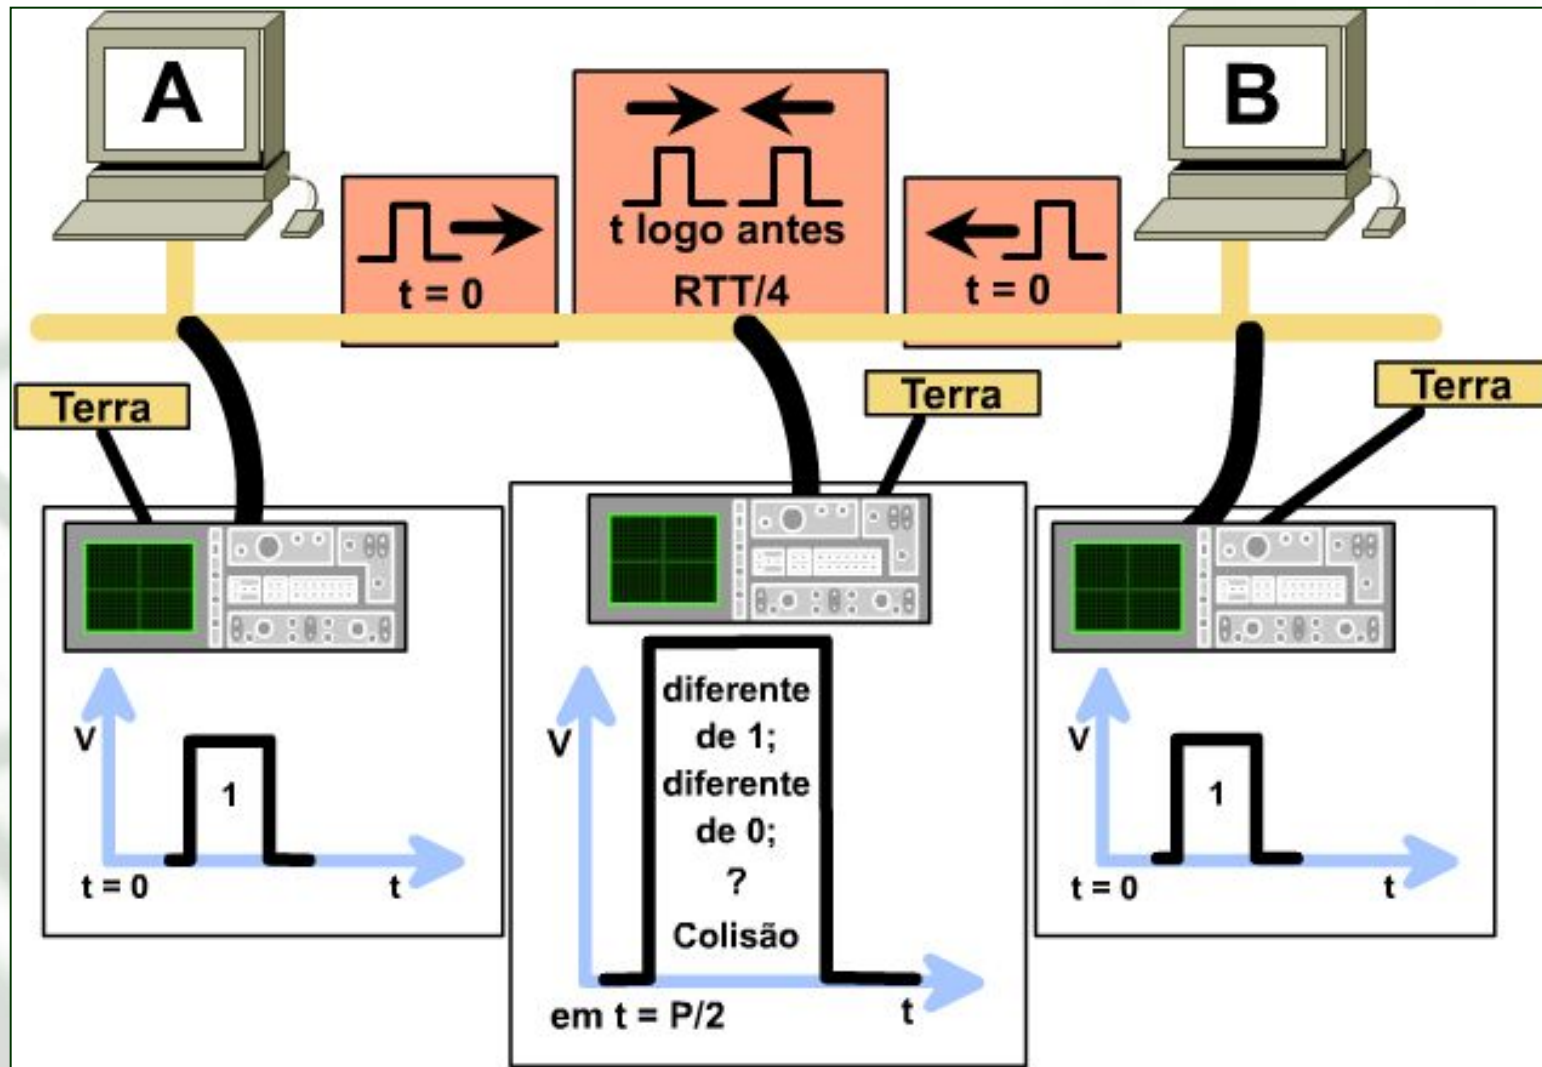 A
B
t logo antes
RTT/4
t = 0
t = 0
Terra
Terra
Terra
V
1
t = 0
t
V
diferente
de 1;
diferente
de 0;
?
Colisão
em t = P/2
t
V
1
t = 0
t